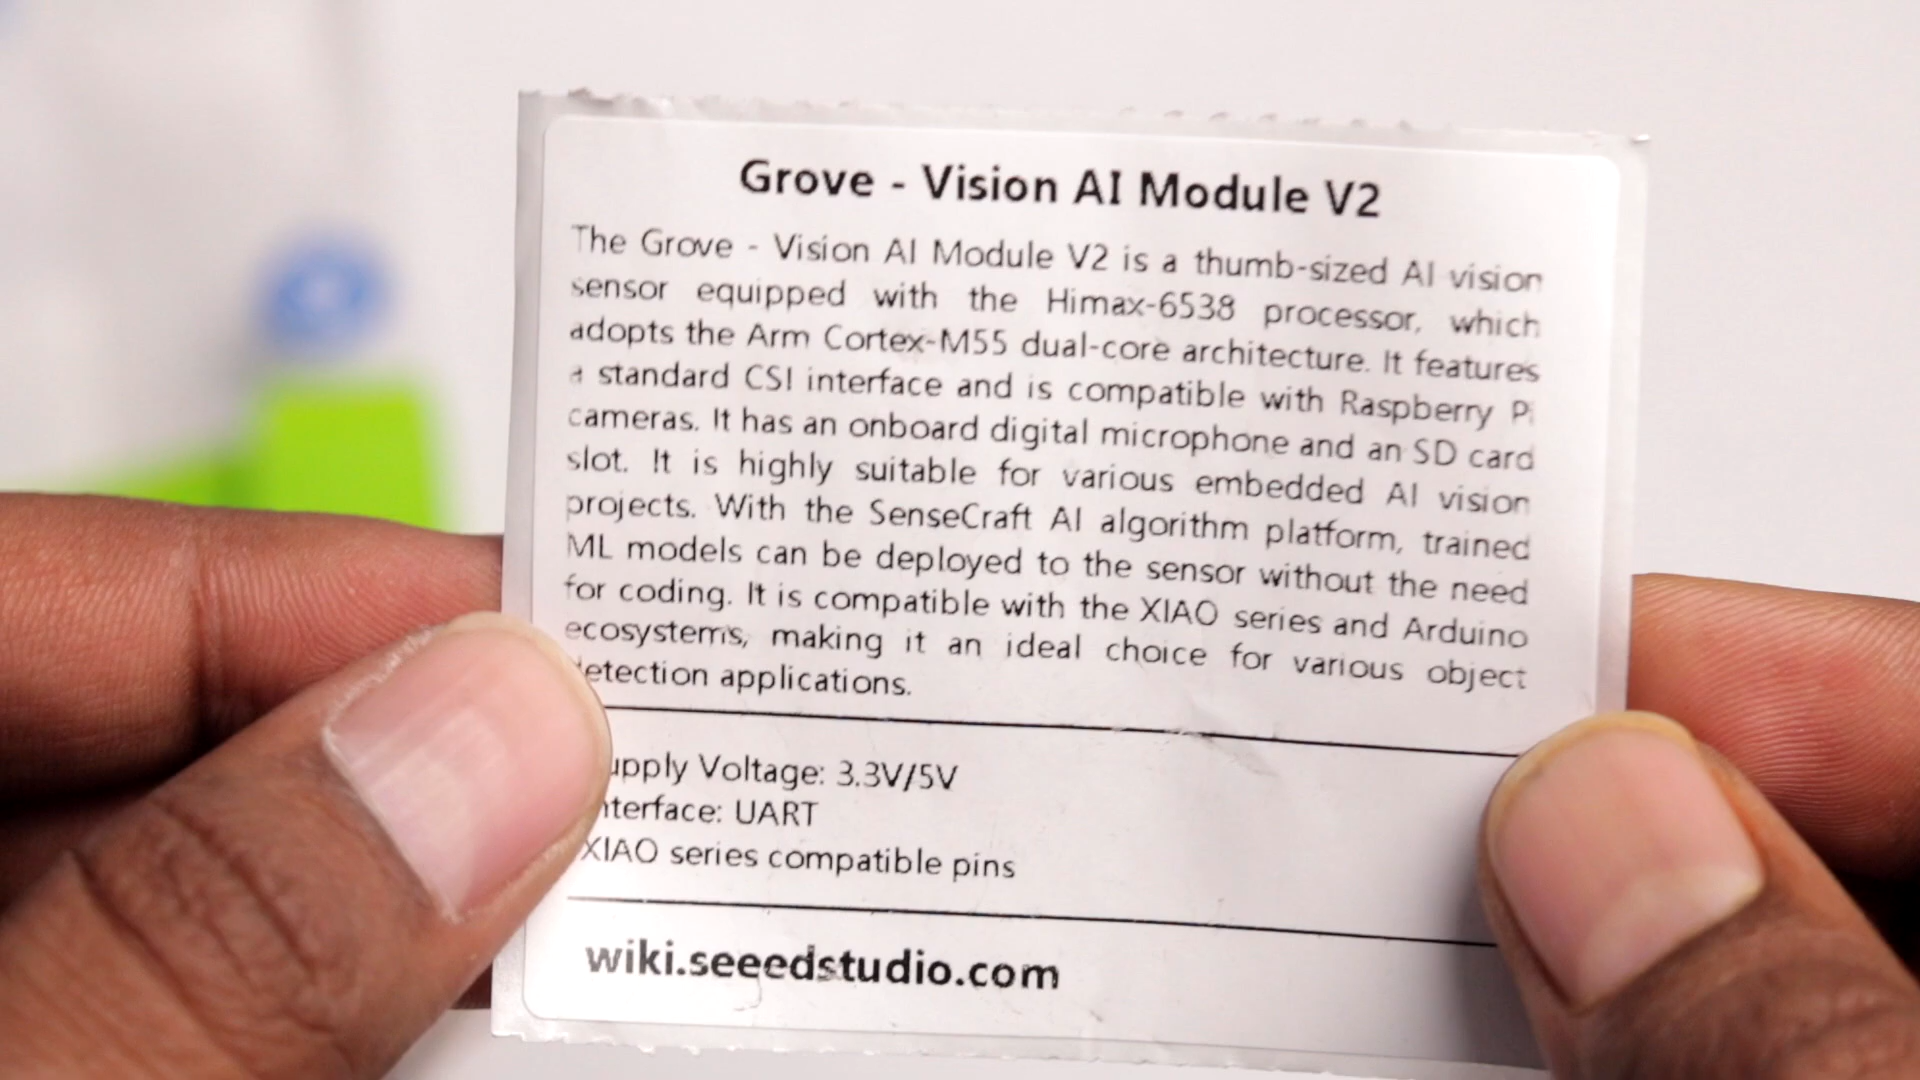 Grove - Vision AI Module V2
The Grove - Vision AI Module V2 is a thumb-sized AI vision
sensor equipped with the Himax-6538 processor, which
adopts the Arm Cortex-M55 dual-core architecture. It features
a standard CSI interface and is compatible with Raspberry Pi
cameras. It has an onboard digital microphone and an SD card
slot. It is highly suitable for various embedded AI vision
projects. With the SenseCraft AI algorithm platform, trained
ML models can be deployed to the sensor without the need
for coding. It is compatible with the XIAO series and Arduino
ecosystems, making it an ideal choice for various object
etection applications.
upply Voltage: 3.3V/5V
nterface: UART
XIAO series compatible pins
wiki.seeedstudio.com